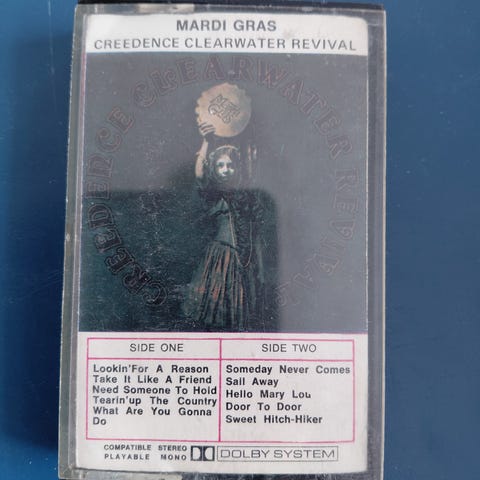 MARDI GRAS
CREEDENCE CLEARWATER REVIVAL
CREEDENCE CLEARWATER REVIVAL
MARDI GRAS
SIDE ONE
Lookin'For A Reason
Take It Like A Friend
Need Someone To Hold
Tearin'up The Country
What Are You Gonna
Do
SIDE TWO
Someday Never Comes
Sail Away
Hello Mary Lou
Door To Door
Sweet Hitch-Hiker
COMPATIBLE STEREO
PLAYABLE MONO
DOLBY SYSTEM